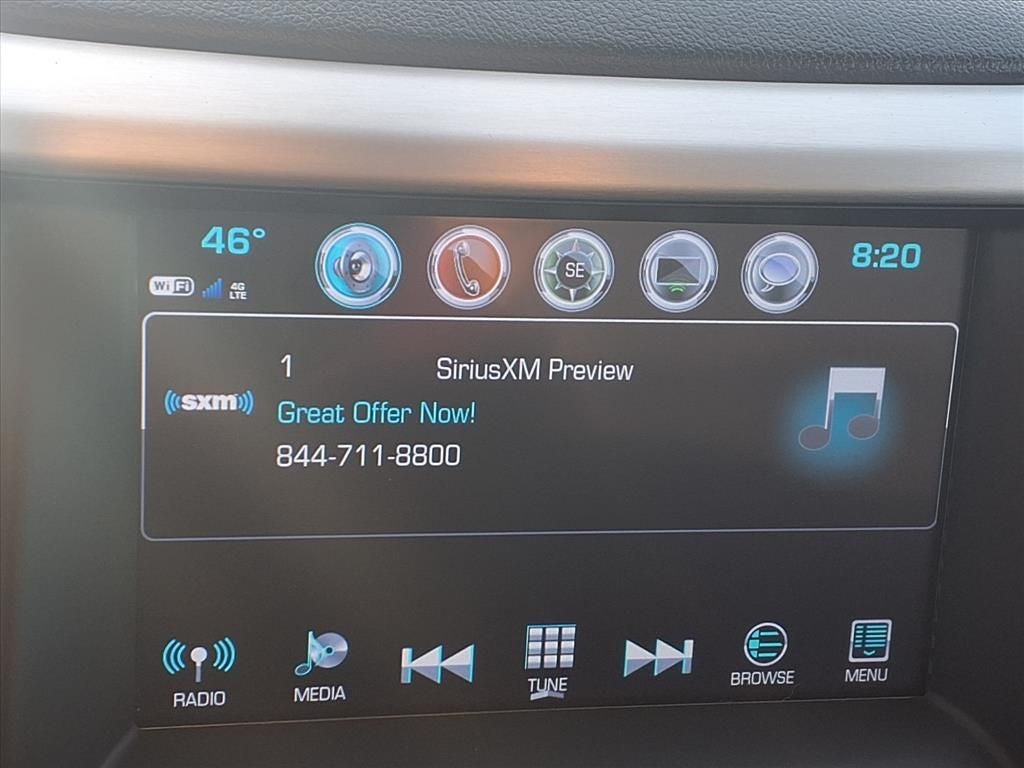 46°
8:20
WiFi
4G
LTE
SE
1
SiriusXM Preview
((sxm))
Great Offer Now!
844-711-8800
RADIO
MEDIA
TUNE
BROWSE
MENU